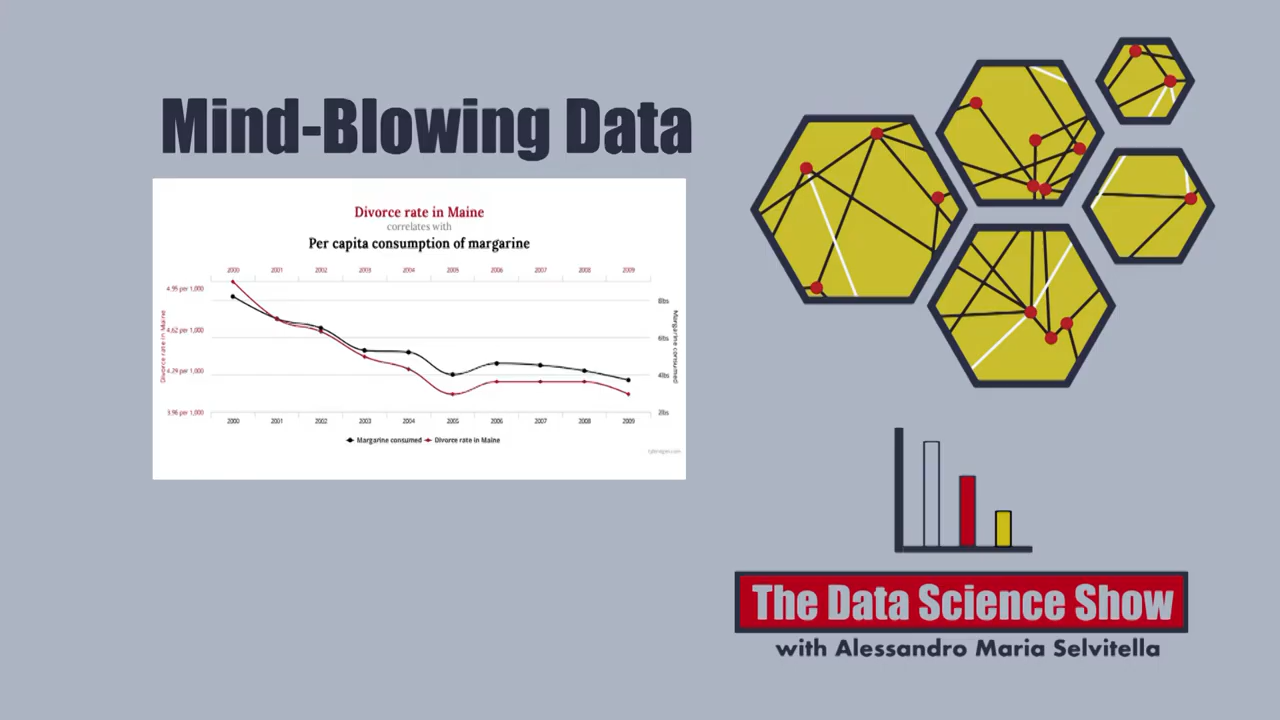 Mind-Blowing Data
Divorce rate in Maine
correlates with
Per capita consumption of margarine
2000 2001 2002 2003 2004 2005 2006 2007 2008 2009
4.95 per 1,000
4.62 per 1,000
4.29 per 1,000
3.96 per 1,000
Divorce rate in Maine
8lbs
6lbs
4lbs
2lbs
Margarine consumed
2000 2001 2002 2003 2004 2005 2006 2007 2008 2009
Margarine consumed Divorce rate in Maine
The Data Science Show
with Alessandro Maria Selvitella